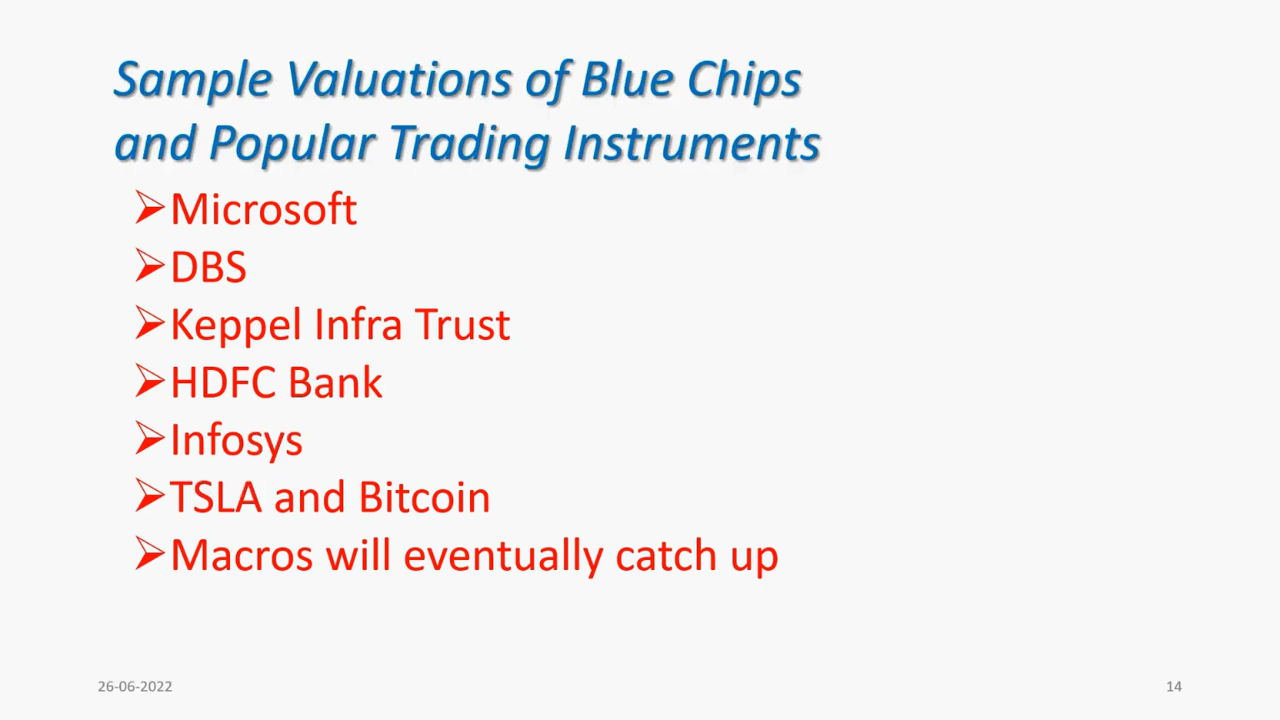 Sample Valuations of Blue Chips
and Popular Trading Instruments
➢Microsoft
➢DBS
➢Keppel Infra Trust
➢HDFC Bank
➢Infosys
➢TSLA and Bitcoin
➢Macros will eventually catch up
26-06-2022
14